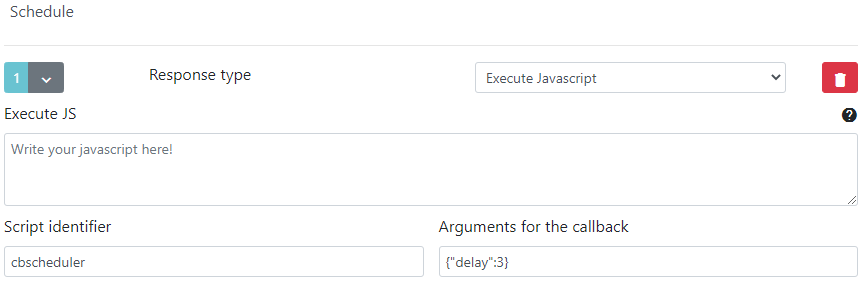 Schedule
1
Response type
Execute Javascript
Execute JS
?
Write your javascript here!
Script identifier
Arguments for the callback
cbscheduler
{"delay":3}